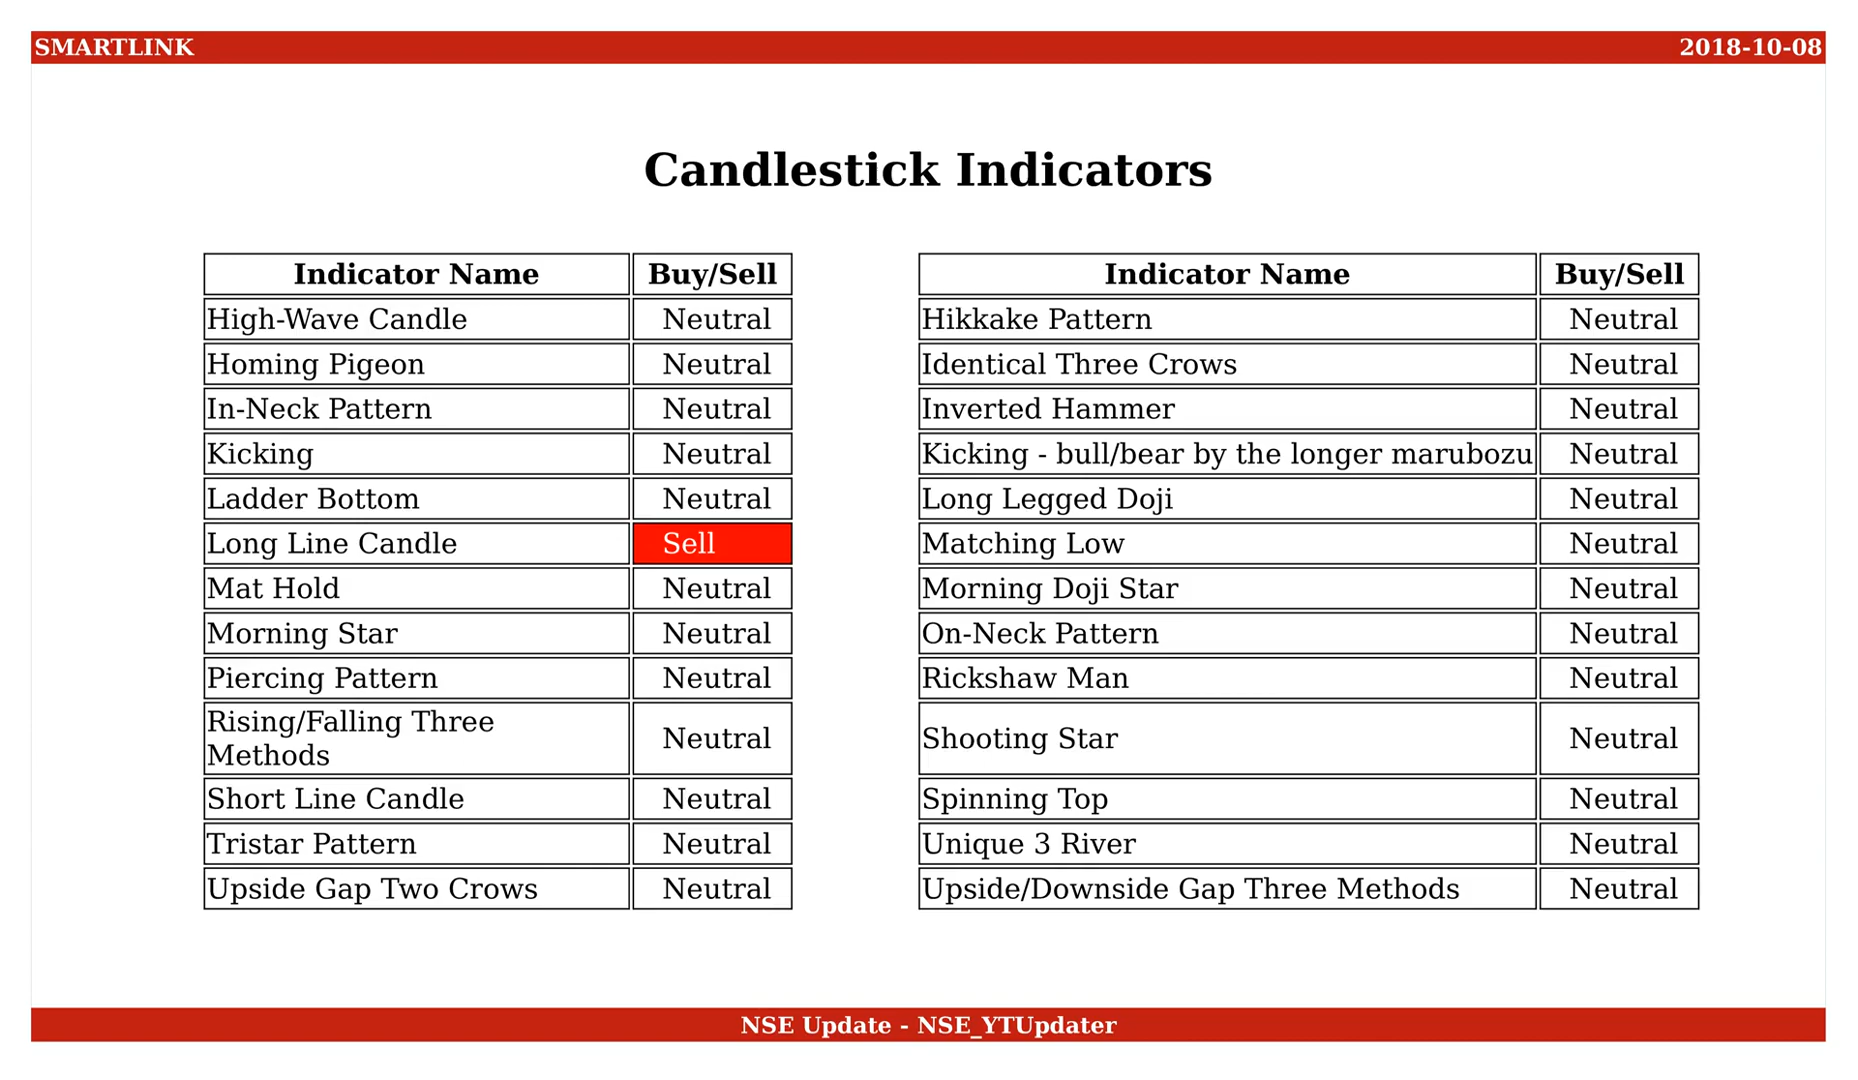 SMARTLINK 2018-10-08
Candlestick Indicators
Indicator Name Buy/Sell Indicator Name Buy/Sell
High-Wave Candle Neutral Hikkake Pattern Neutral
Homing Pigeon Neutral Identical Three Crows Neutral
In-Neck Pattern Neutral Inverted Hammer Neutral
Kicking Neutral Kicking - bull/bear by the longer marubozu Neutral
Ladder Bottom Neutral Long Legged Doji Neutral
Long Line Candle Sell Matching Low Neutral
Mat Hold Neutral Morning Doji Star Neutral
Morning Star Neutral On-Neck Pattern Neutral
Piercing Pattern Neutral Rickshaw Man Neutral
Rising/Falling Three
Methods Neutral Shooting Star Neutral
Short Line Candle Neutral Spinning Top Neutral
Tristar Pattern Neutral Unique 3 River Neutral
Upside Gap Two Crows Neutral Upside/Downside Gap Three Methods Neutral
NSE Update - NSE_YTUpdater